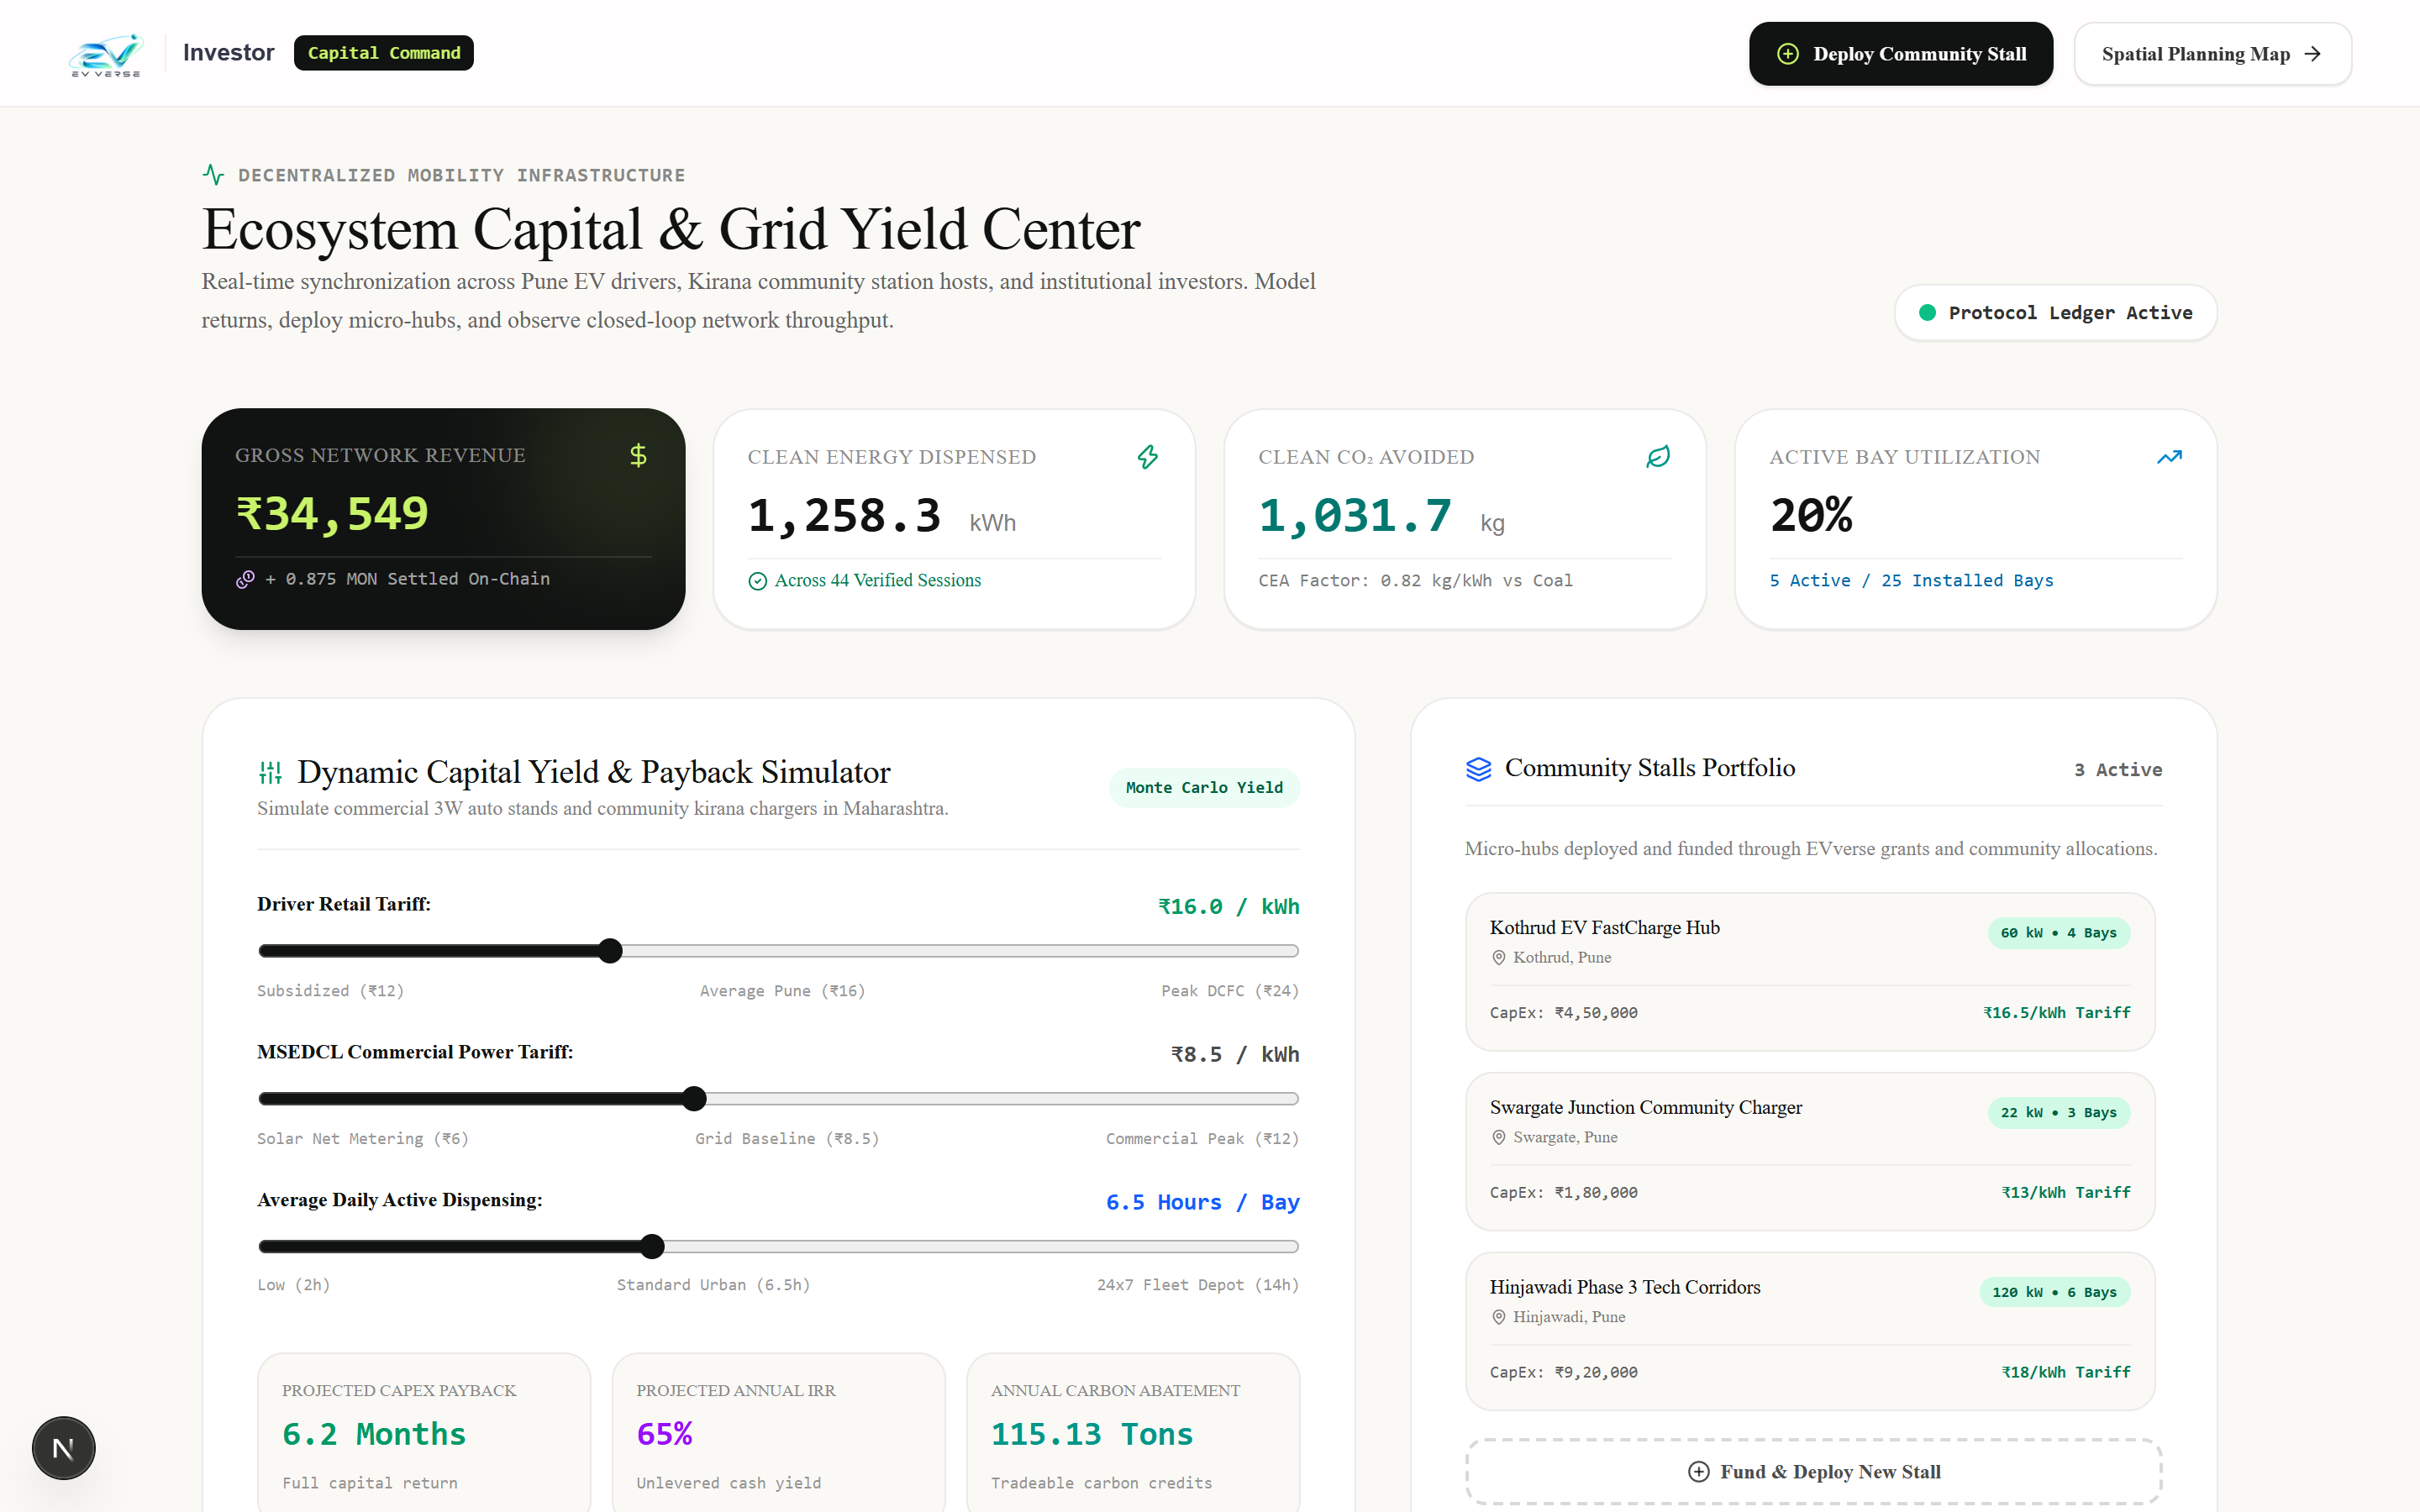 EV VERSE
Investor
Capital Command
Deploy Community Stall
Spatial Planning Map
DECENTRALIZED MOBILITY INFRASTRUCTURE
Ecosystem Capital & Grid Yield Center
Real-time synchronization across Pune EV drivers, Kirana community station hosts, and institutional investors. Model
returns, deploy micro-hubs, and observe closed-loop network throughput.
Protocol Ledger Active
GROSS NETWORK REVENUE
$
₹34,549
+ 0.875 MON Settled On-Chain
CLEAN ENERGY DISPENSED
1,258.3 kWh
Across 44 Verified Sessions
CLEAN CO₂ AVOIDED
1,031.7 kg
CEA Factor: 0.82 kg/kWh vs Coal
ACTIVE BAY UTILIZATION
20%
5 Active / 25 Installed Bays
Dynamic Capital Yield & Payback Simulator
Simulate commercial 3W auto stands and community kirana chargers in Maharashtra.
Monte Carlo Yield
Driver Retail Tariff:
₹16.0 / kWh
Subsidized (₹12)
Average Pune (₹16)
Peak DCFC (₹24)
MSEDCL Commercial Power Tariff:
₹8.5 / kWh
Solar Net Metering (₹6)
Grid Baseline (₹8.5)
Commercial Peak (₹12)
Average Daily Active Dispensing:
6.5 Hours / Bay
Low (2h)
Standard Urban (6.5h)
24x7 Fleet Depot (14h)
PROJECTED CAPEX PAYBACK
6.2 Months
Full capital return
PROJECTED ANNUAL IRR
65%
Unlevered cash yield
ANNUAL CARBON ABATEMENT
115.13 Tons
Tradeable carbon credits
Community Stalls Portfolio
3 Active
Micro-hubs deployed and funded through EVverse grants and community allocations.
Kothrud EV FastCharge Hub
60 kW • 4 Bays
Kothrud, Pune
CapEx: ₹4,50,000
₹16.5/kWh Tariff
Swargate Junction Community Charger
22 kW • 3 Bays
Swargate, Pune
CapEx: ₹1,80,000
₹13/kWh Tariff
Hinjawadi Phase 3 Tech Corridors
120 kW • 6 Bays
Hinjawadi, Pune
CapEx: ₹9,20,000
₹18/kWh Tariff
Fund & Deploy New Stall
N